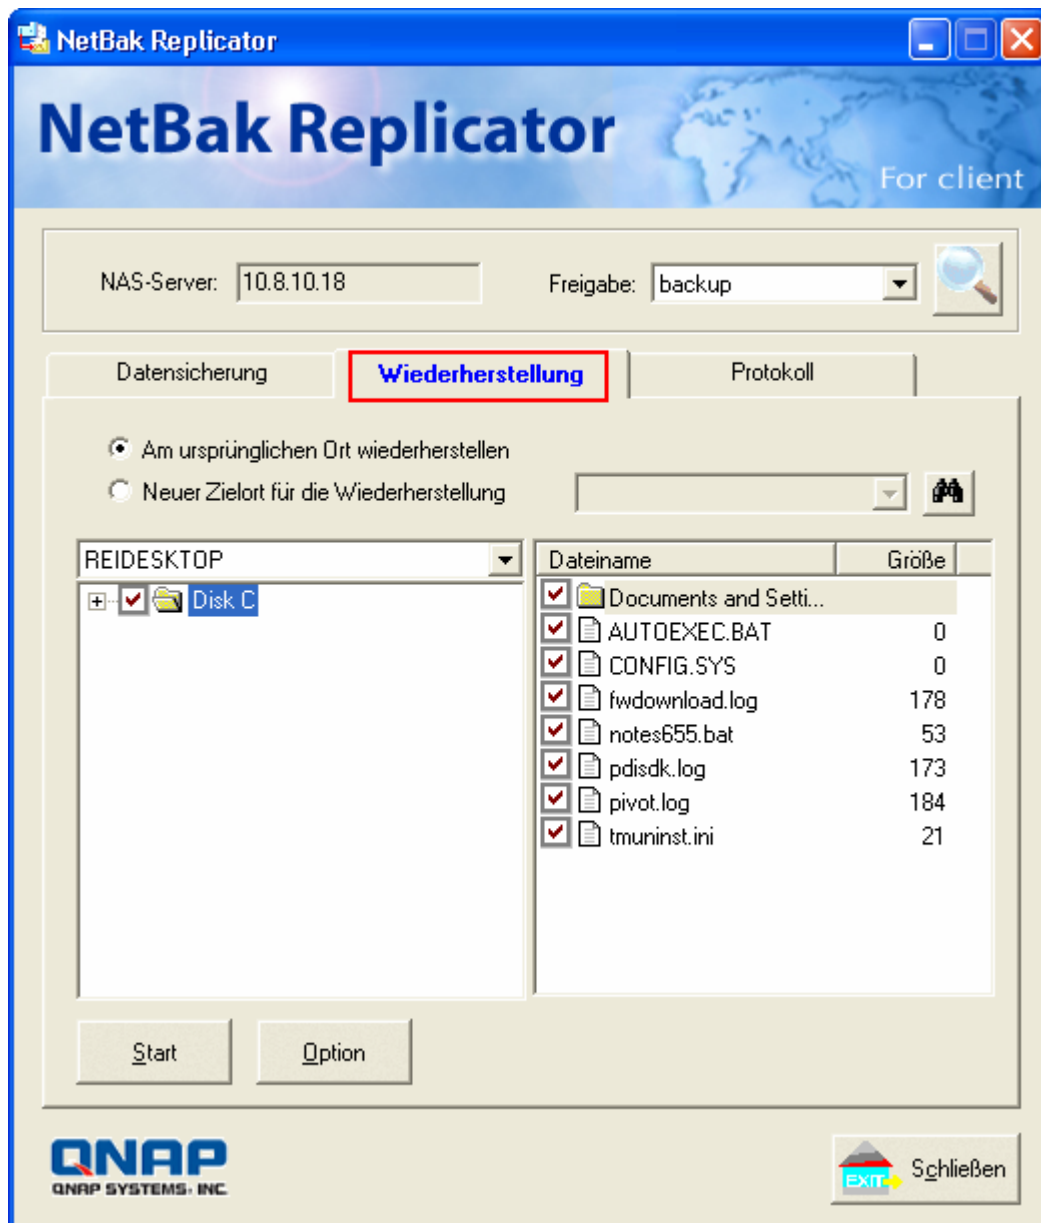 NetBak Replicator
NetBak Replicator
For client
NAS-Server: 10.8.10.18 Freigabe: backup
Datensicherung Wiederherstellung Protokoll
Am ursprünglichen Ort wiederherstellen
Neuer Zielort für die Wiederherstellung
REIDESKTOP
Disk C
Dateiname Größe
Documents and Setti...
AUTOEXEC.BAT 0
CONFIG.SYS 0
fwdownload.log 178
notes655.bat 53
pdisdk.log 173
pivot.log 184
tmuninst.ini 21
Start Option
QNAP
QNAP SYSTEMS, INC.
EXIT Schließen